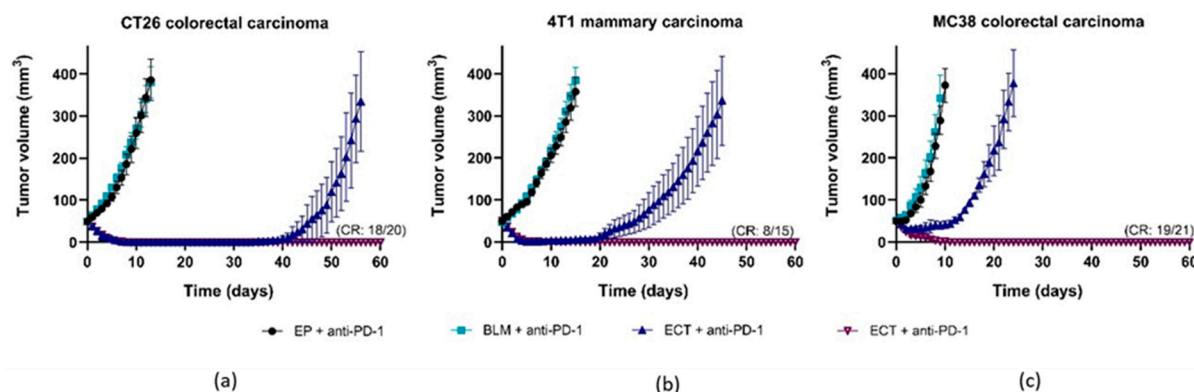 CT26 colorectal carcinoma
4T1 mammary carcinoma
MC38 colorectal carcinoma
Tumor volume (mm³)
400
300
200
100
0
(CR: 18/20)
0 10 20 30 40 50 60
Time (days)
Tumor volume (mm³)
400
300
200
100
0
(CR: 8/15)
0 10 20 30 40 50 60
Time (days)
Tumor volume (mm³)
400
300
200
100
0
(CR: 19/21)
0 20 40 60
Time (days)
EP + anti-PD-1
BLM + anti-PD-1
ECT + anti-PD-1
ECT + anti-PD-1
(a)
(b)
(c)